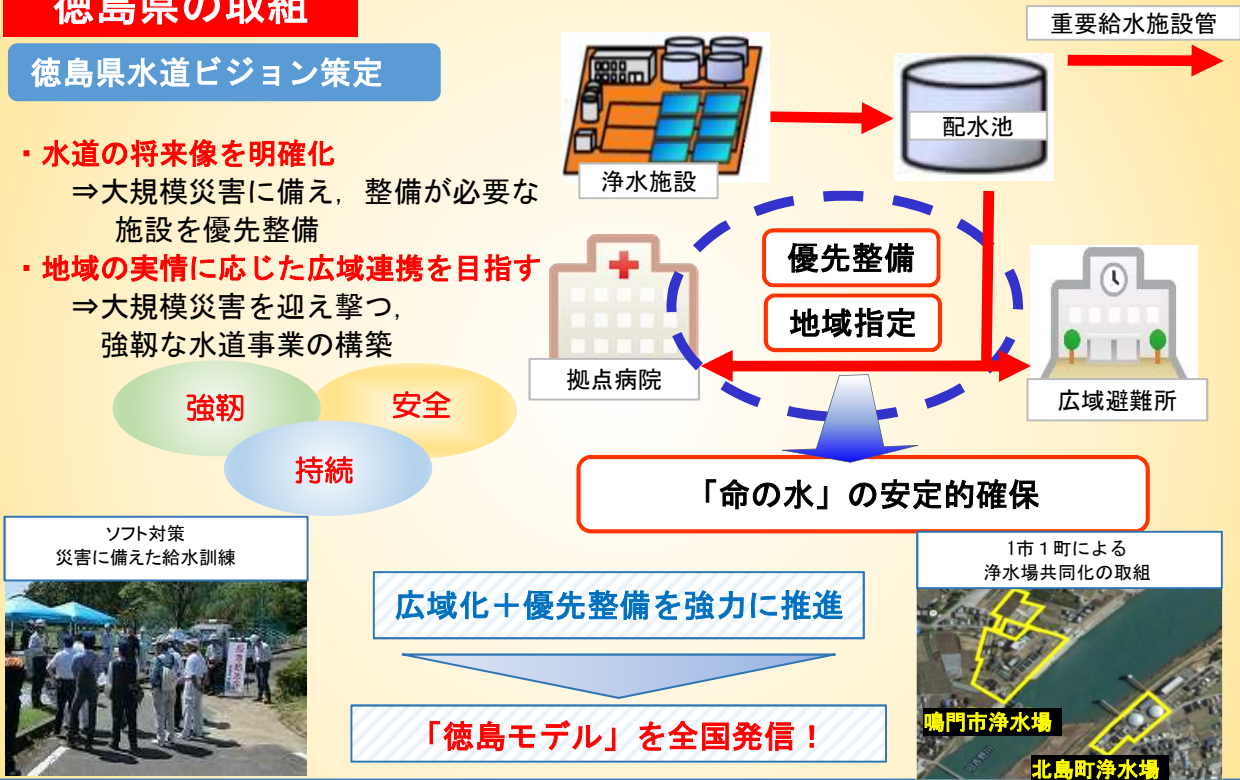 徳島県の取組
徳島県水道ビジョン策定
・水道の将来像を明確化
⇒大規模災害に備え，整備が必要な
施設を優先整備
・地域の実情に応じた広域連携を目指す
⇒大規模災害を迎え撃つ，
強靱な水道事業の構築
強靭
安全
持続
重要給水施設管
浄水施設
配水池
優先整備
地域指定
拠点病院
広域避難所
「命の水」の安定的確保
ソフト対策
災害に備えた給水訓練
広域化＋優先整備を強力に推進
「徳島モデル」を全国発信！
1市１町による
浄水場共同化の取組
鳴門市浄水場
北島町浄水場